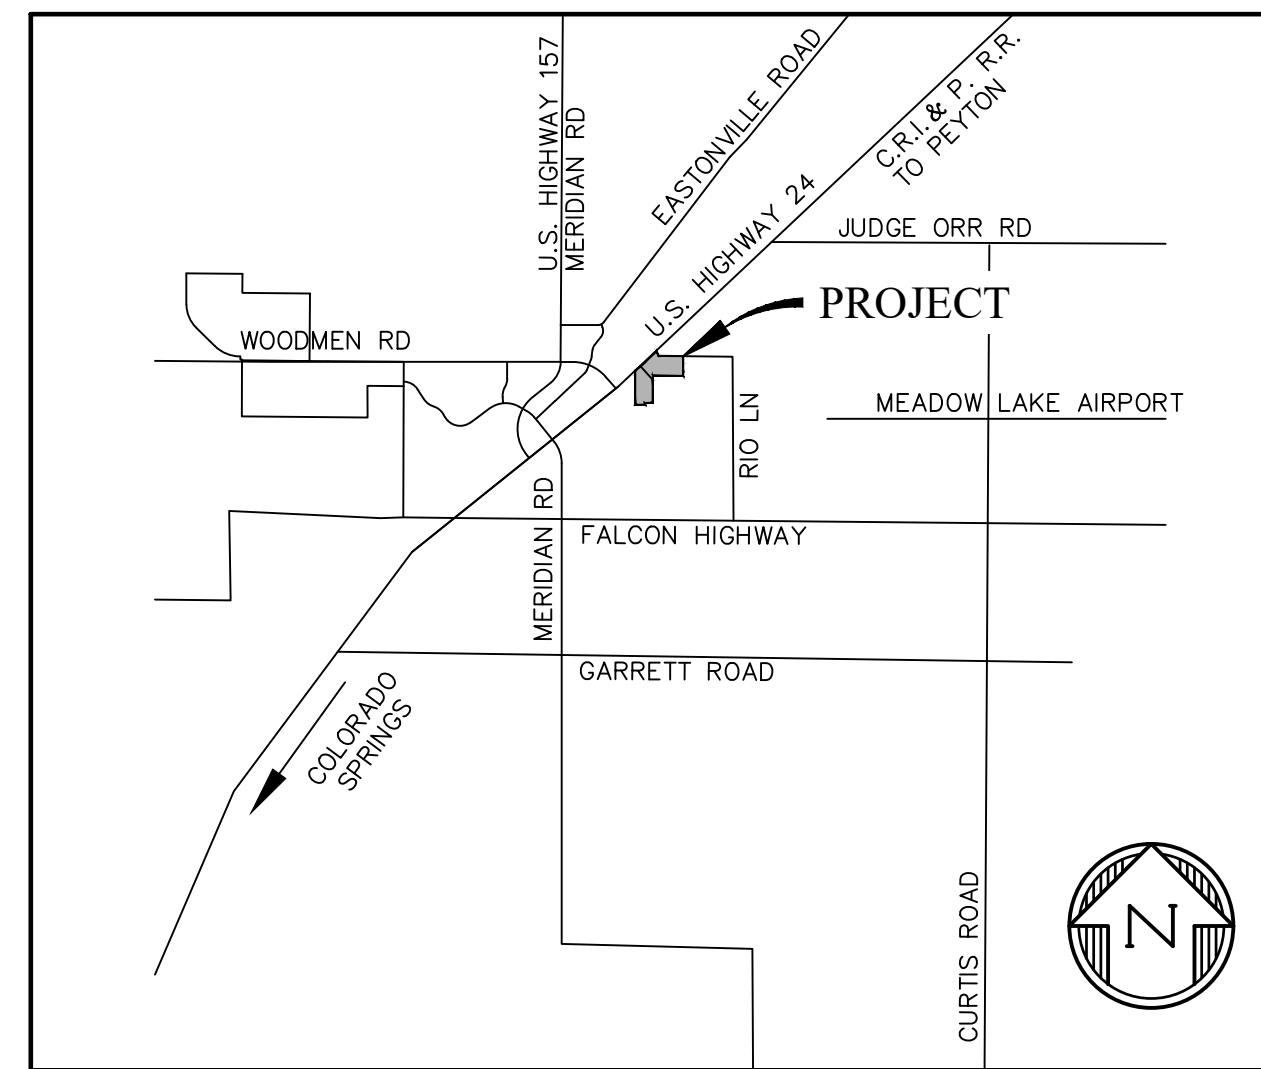 U.S. HIGHWAY 157
MERIDIAN RD
EASTONVILLE ROAD
C.R.I. & P. R.R.
TO PEYTON
U.S. HIGHWAY 24
JUDGE ORR RD
PROJECT
WOODMEN RD
MEADOW LAKE AIRPORT
RIO LN
MERIDIAN RD
FALCON HIGHWAY
GARRETT ROAD
COLORADO
SPRINGS
CURTIS ROAD
N